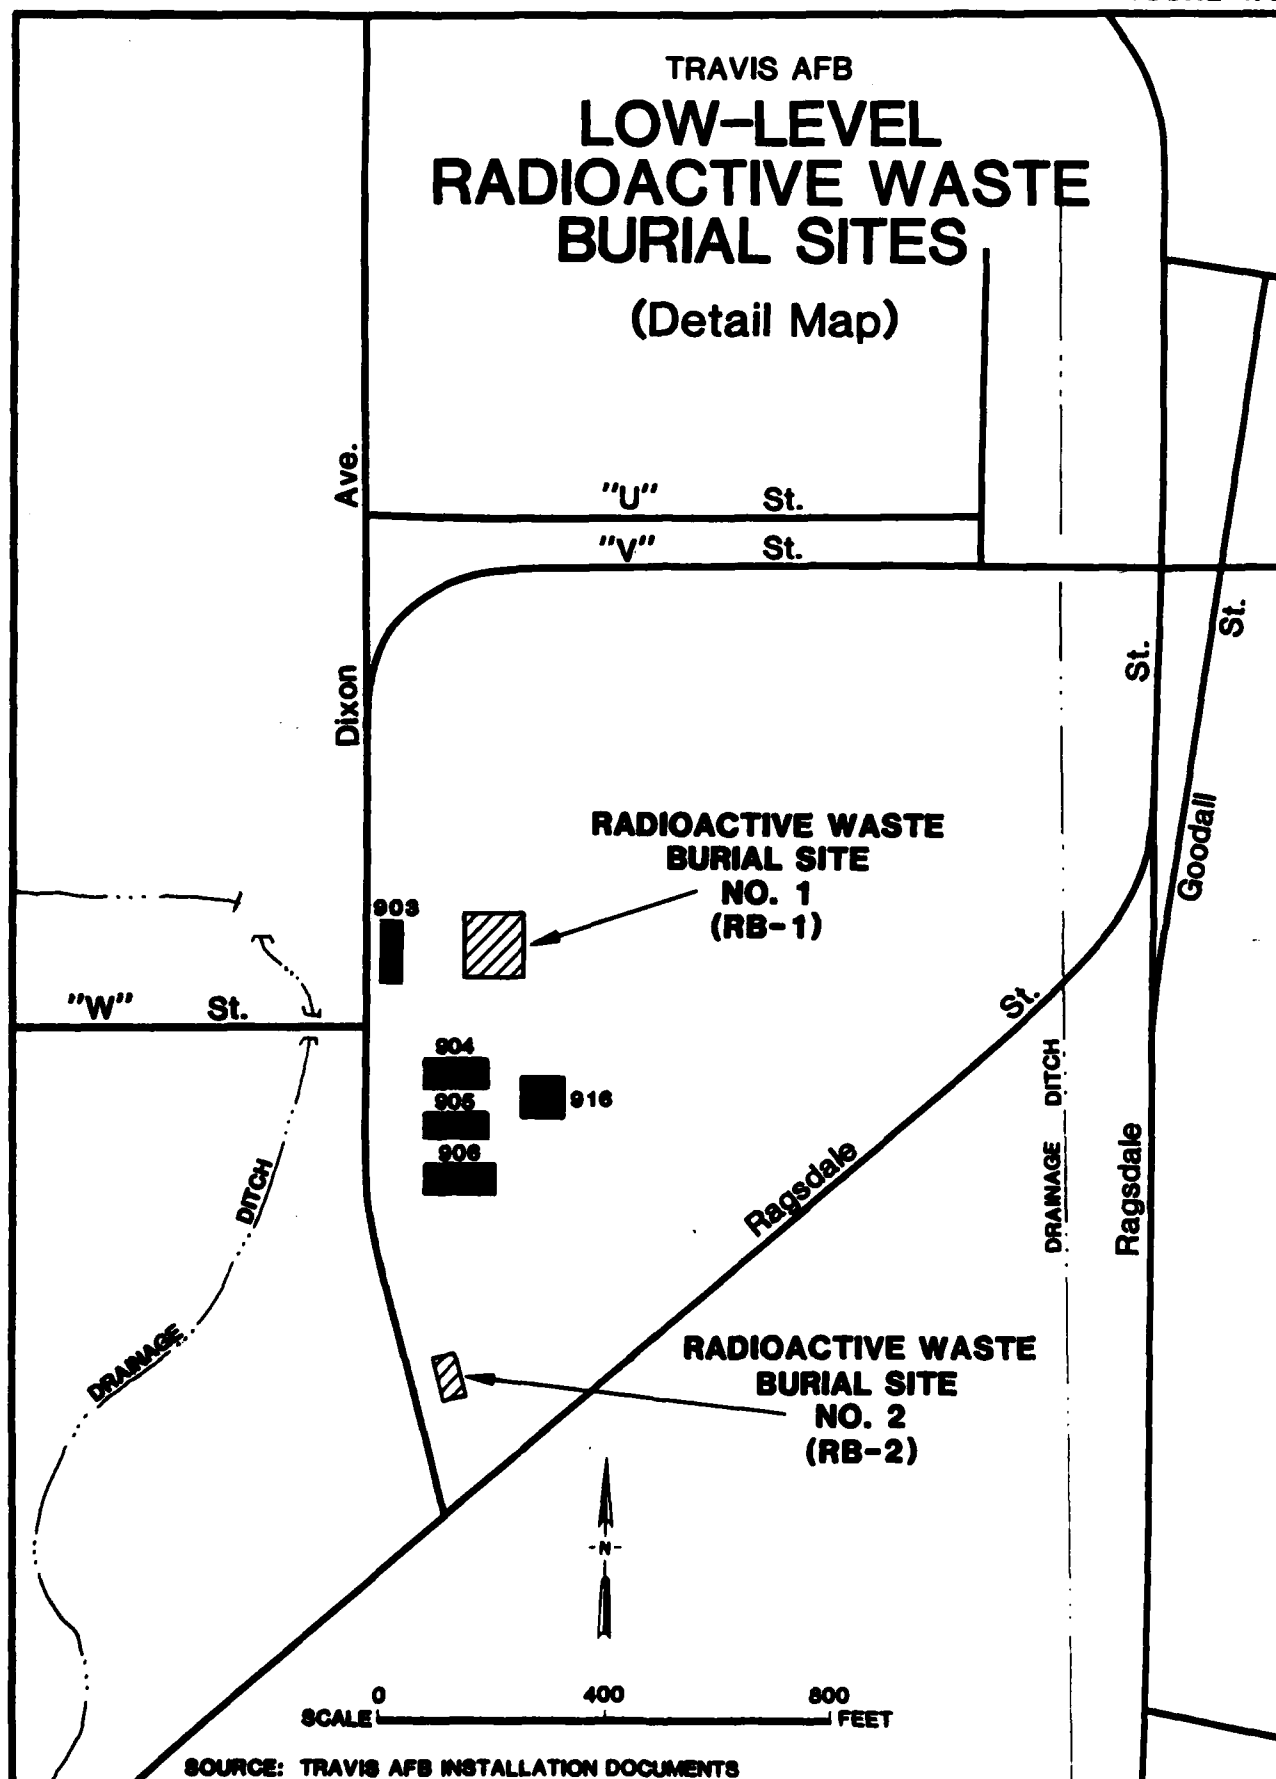 TRAVIS AFB
LOW-LEVEL
RADIOACTIVE WASTE
BURIAL SITES
(Detail Map)
Ave.
"U" St.
"V" St.
St.
St.
Dixon
RADIOACTIVE WASTE
BURIAL SITE
NO. 1
(RB-1)
Goodall
903
"W" St.
St.
904
905
916
906
DRAINAGE DITCH
Ragsdale
Ragsdale
DRAINAGE DITCH
RADIOACTIVE WASTE
BURIAL SITE
NO. 2
(RB-2)
-N-
0 400 800
SCALE FEET
SOURCE: TRAVIS AFB INSTALLATION DOCUMENTS